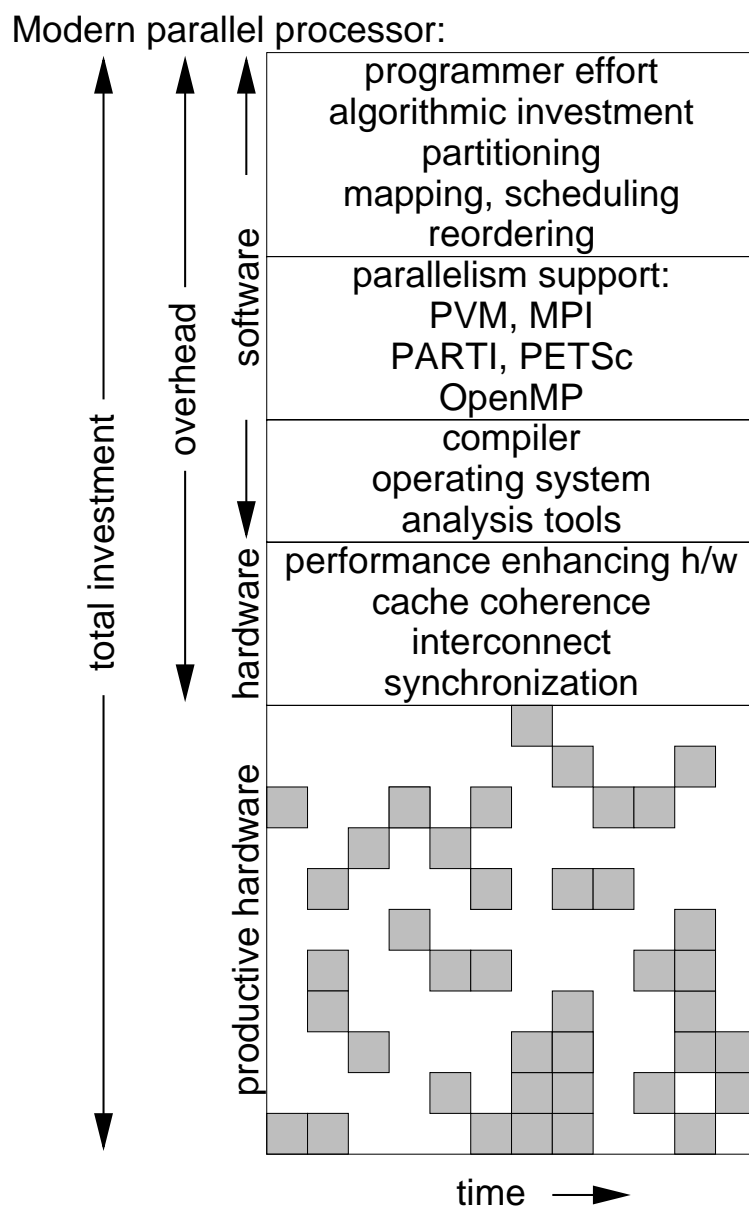 Modern parallel processor:
programmer effort
algorithmic investment
partitioning
mapping, scheduling
reordering
parallelism support:
PVM, MPI
PARTI, PETSc
OpenMP
compiler
operating system
analysis tools
performance enhancing h/w
cache coherence
interconnect
synchronization
total investment
overhead
software
hardware
productive hardware
time